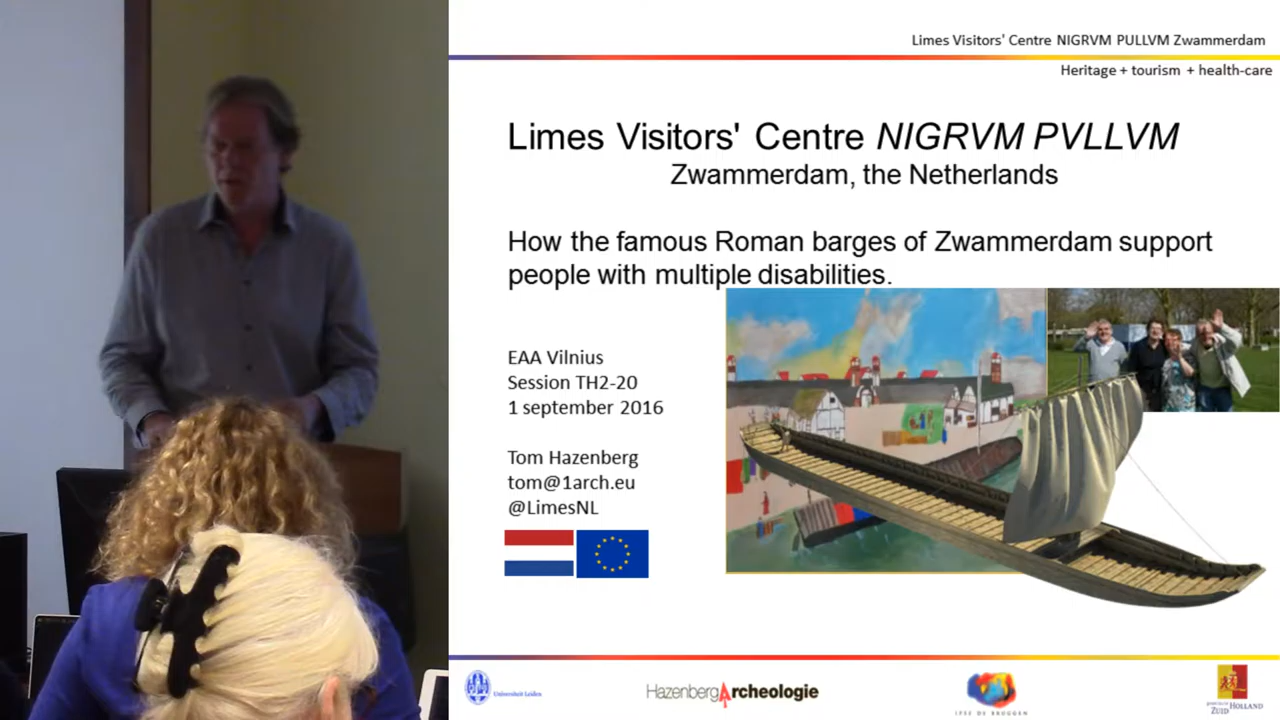 Limes Visitors' Centre NIGRVM PULLVM Zwammerdam
Heritage + tourism + health-care
Limes Visitors' Centre NIGRVM PVLLVM
Zwammerdam, the Netherlands
How the famous Roman barges of Zwammerdam support
people with multiple disabilities.
EAA Vilnius
Session TH2-20
1 september 2016
Tom Hazenberg
tom@1arch.eu
@LimesNL
Universiteit Leiden
HazenbergArcheologie
IPSE DE BRUGGEN
ZUID HOLLAND